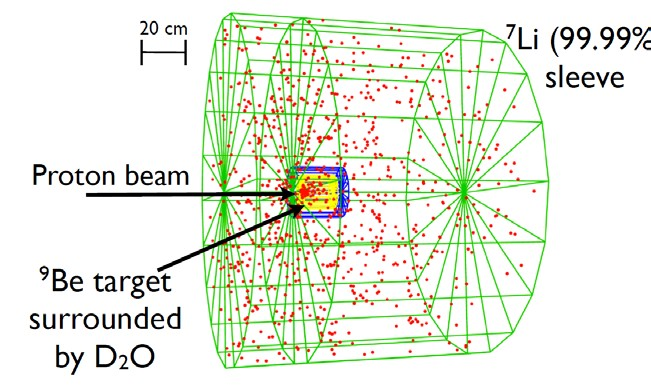 20 cm
⁷Li (99.99%
sleeve
Proton beam
⁹Be target
surrounded
by D₂O